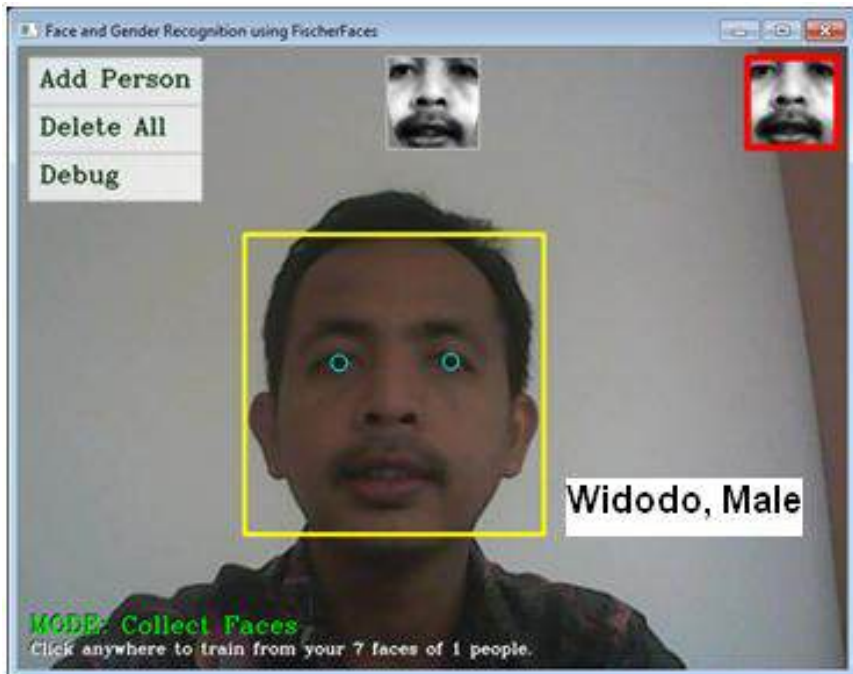 Face and Gender Recognition using FischerFaces
Add Person
Delete All
Debug
Widodo, Male
MODE: Collect Faces
Click anywhere to train from your 7 faces of 1 people.